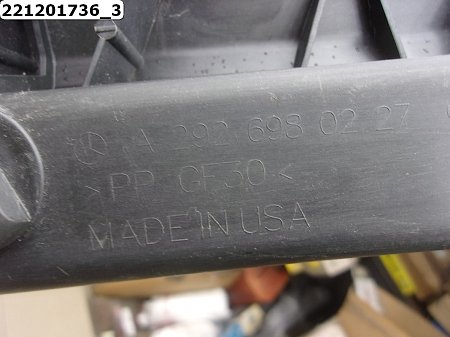 221201736_3
A 292 698 02 27
>PP GF30<
MADE IN USA